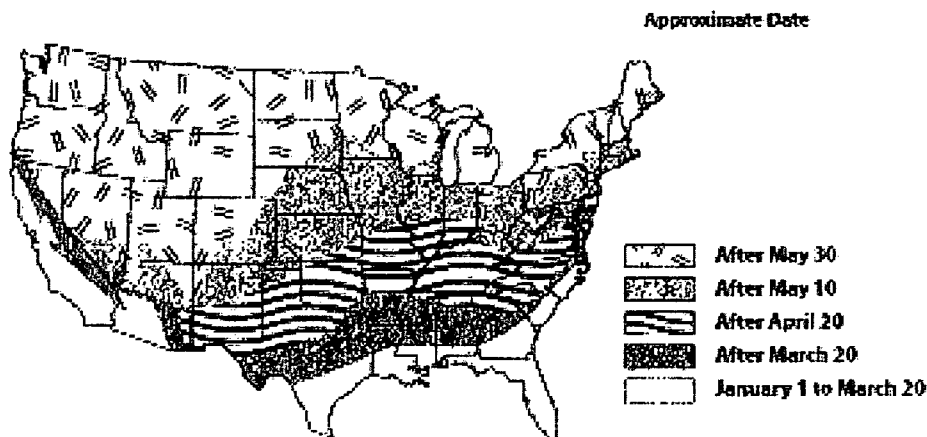 Approximate Date
After May 30
After May 10
After April 20
After March 20
January 1 to March 20